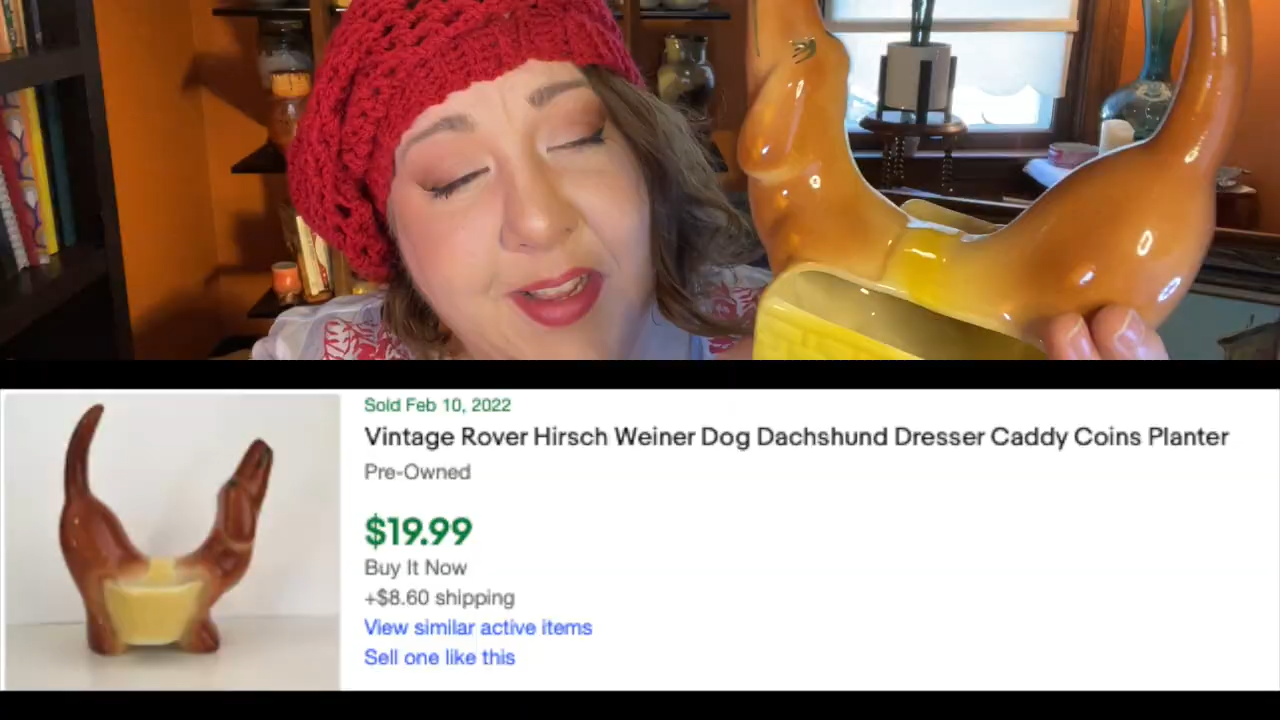 Sold Feb 10, 2022
Vintage Rover Hirsch Weiner Dog Dachshund Dresser Caddy Coins Planter
Pre-Owned
$19.99
Buy It Now
+$8.60 shipping
View similar active items
Sell one like this